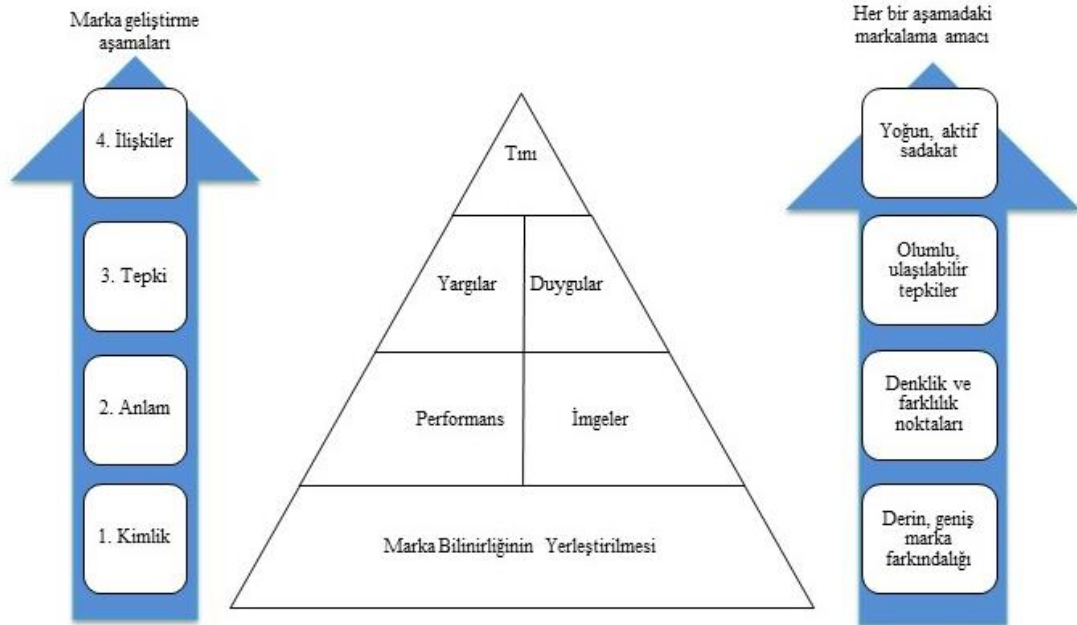 Marka geliştirme
aşamaları
4. İlişkiler
3. Tepki
2. Anlam
1. Kimlik
Tını
Yargılar
Duygular
Performans
İmgeler
Marka Bilinirliğinin Yerleştirilmesi
Her bir aşamadaki
markalama amacı
Yoğun, aktif
sadakat
Olumlu,
ulaşılabilir
tepkiler
Denklik ve
farklılık
noktaları
Derin, geniş
marka
farkındalığı